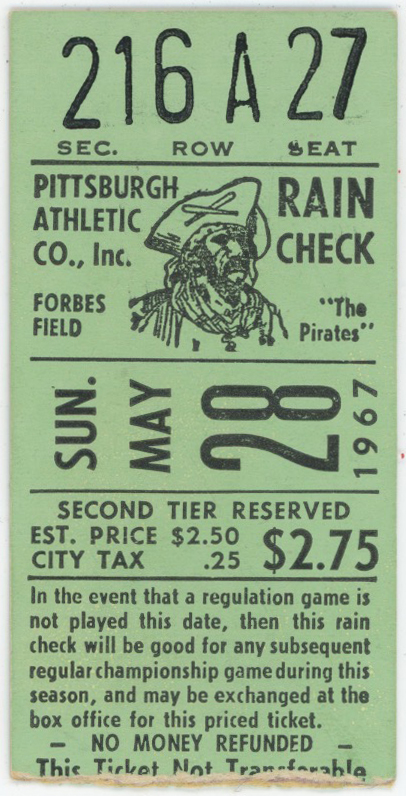 216 A 27
SEC. ROW SEAT
PITTSBURGH
ATHLETIC
CO., Inc.
RAIN
CHECK
FORBES
FIELD
"The
Pirates"
SUN. MAY 28 1967
SECOND TIER RESERVED
EST. PRICE $2.50
CITY TAX .25
$2.75
In the event that a regulation game is
not played this date, then this rain
check will be good for any subsequent
regular championship game during this
season, and may be exchanged at the
box office for this priced ticket.
— NO MONEY REFUNDED —
This Ticket Not Transferable